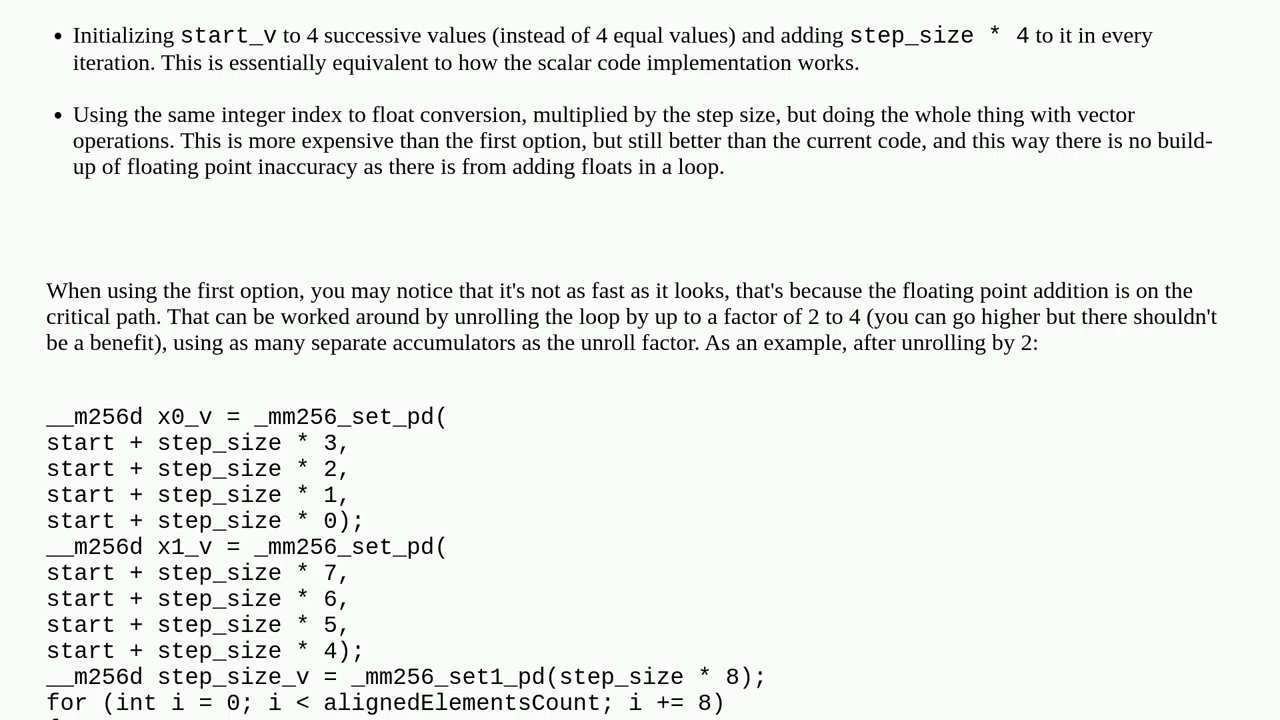 • Initializing start_v to 4 successive values (instead of 4 equal values) and adding step_size * 4 to it in every
iteration. This is essentially equivalent to how the scalar code implementation works.
• Using the same integer index to float conversion, multiplied by the step size, but doing the whole thing with vector
operations. This is more expensive than the first option, but still better than the current code, and this way there is no build-
up of floating point inaccuracy as there is from adding floats in a loop.
When using the first option, you may notice that it's not as fast as it looks, that's because the floating point addition is on the
critical path. That can be worked around by unrolling the loop by up to a factor of 2 to 4 (you can go higher but there shouldn't
be a benefit), using as many separate accumulators as the unroll factor. As an example, after unrolling by 2:
__m256d x0_v = _mm256_set_pd(
start + step_size * 3,
start + step_size * 2,
start + step_size * 1,
start + step_size * 0);
__m256d x1_v = _mm256_set_pd(
start + step_size * 7,
start + step_size * 6,
start + step_size * 5,
start + step_size * 4);
__m256d step_size_v = _mm256_set1_pd(step_size * 8);
for (int i = 0; i < alignedElementsCount; i += 8)